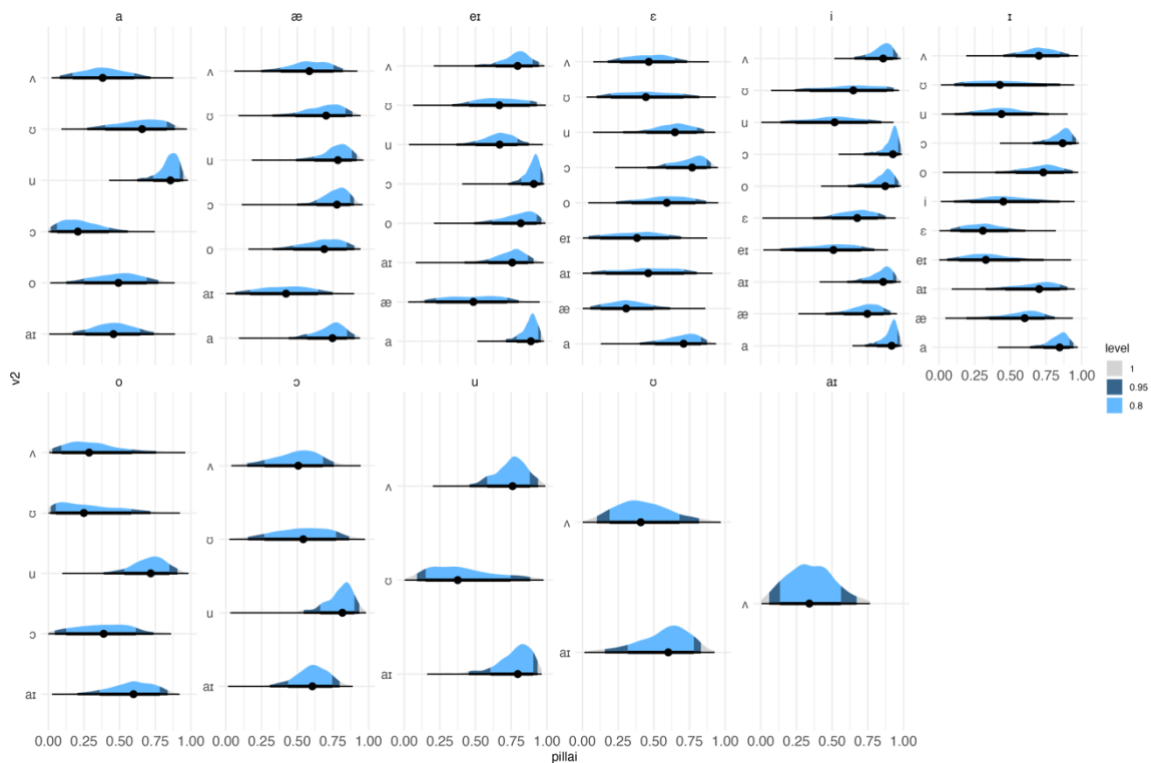 a æ eɪ ɛ i ɪ
ʌ ʊ u ɔ o aɪ
ʌ ʊ u ɔ o aɪ a
ʌ ʊ u ɔ o aɪ æ a
ʌ ʊ u ɔ o eɪ aɪ æ a
ʌ ʊ u ɔ o ɛ eɪ aɪ æ a
ʌ ʊ u ɔ o i ɛ eɪ aɪ æ a
0.00 0.25 0.50 0.75 1.00
level
1
0.95
0.8
v2
o ɔ u ʊ aɪ
ʌ ʊ u ɔ aɪ
ʌ ʊ u aɪ
ʌ ʊ aɪ
ʌ aɪ
ʌ
0.00 0.25 0.50 0.75 1.00 0.00 0.25 0.50 0.75 1.00 0.00 0.25 0.50 0.75 1.00 0.00 0.25 0.50 0.75 1.00 0.00 0.25 0.50 0.75 1.00
pillai